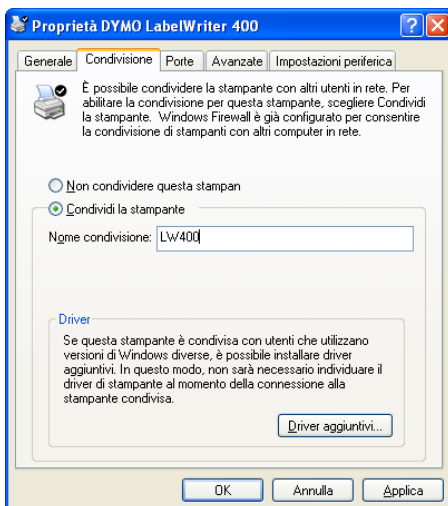 Proprietà DYMO LabelWriter 400
Generale Condivisione Porte Avanzate Impostazioni periferica
È possibile condividere la stampante con altri utenti in rete. Per
abilitare la condivisione per questa stampante, scegliere Condividi
la stampante. Windows Firewall è già configurato per consentire
la condivisione di stampanti con altri computer in rete.
Non condividere questa stampan
Condividi la stampante
Nome condivisione: LW400
Driver
Se questa stampante è condivisa con utenti che utilizzano
versioni di Windows diverse, è possibile installare driver
aggiuntivi. In questo modo, non sarà necessario individuare il
driver di stampante al momento della connessione alla
stampante condivisa.
Driver aggiuntivi...
OK Annulla Applica